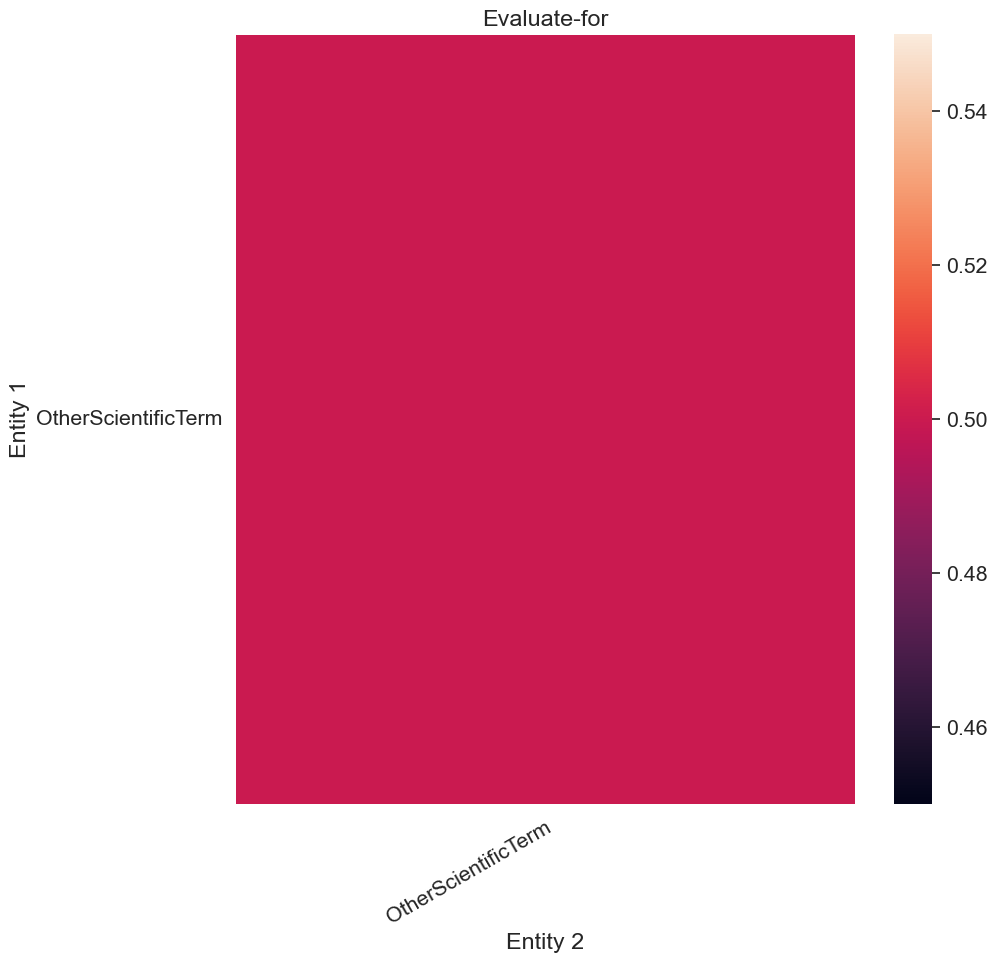 Evaluate-for
Entity 1
OtherScientificTerm
0.54
0.52
0.50
0.48
0.46
OtherScientificTerm
Entity 2